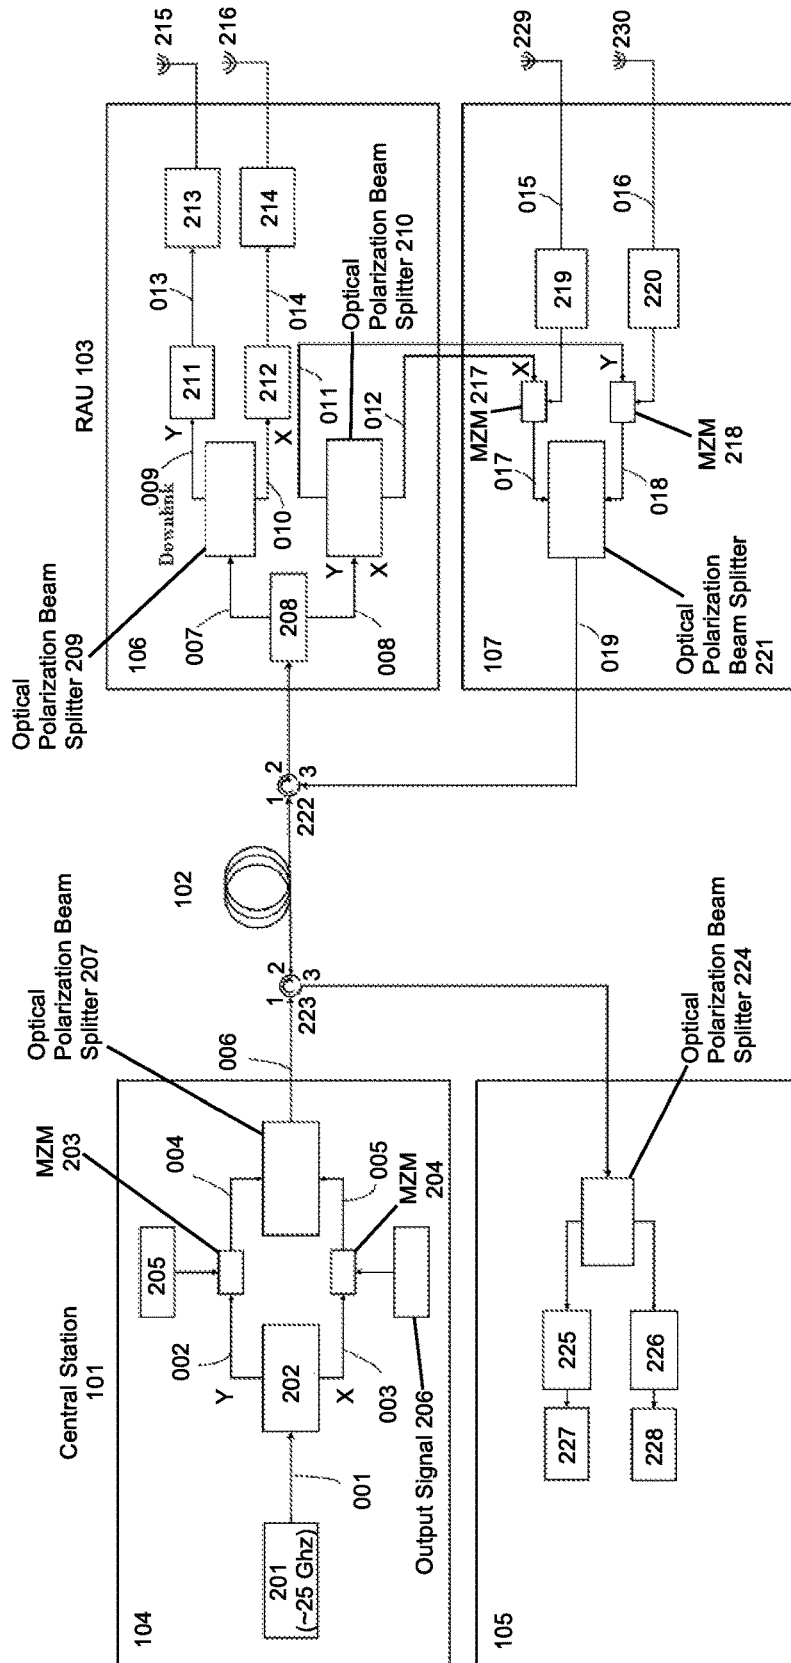 Central Station
101
104
201
(~25 Ghz)
001
202
Y
X
002
003
205
Output Signal 206
MZM
203
MZM
204
004
005
Optical
Polarization Beam
Splitter 207
006
105
227
228
225
226
Optical
Polarization Beam
Splitter 224
1
2
3
223
102
1
2
3
222
RAU 103
106
Optical
Polarization Beam
Splitter 209
007
208
008
Downlink
009
Y
010
X
Y
X
211
212
013
014
213
214
215
216
011
012
Optical
Polarization Beam
Splitter 210
107
019
Optical
Polarization
Beam Splitter
221
017
018
MZM 217
X
Y
MZM
218
219
220
015
016
229
230